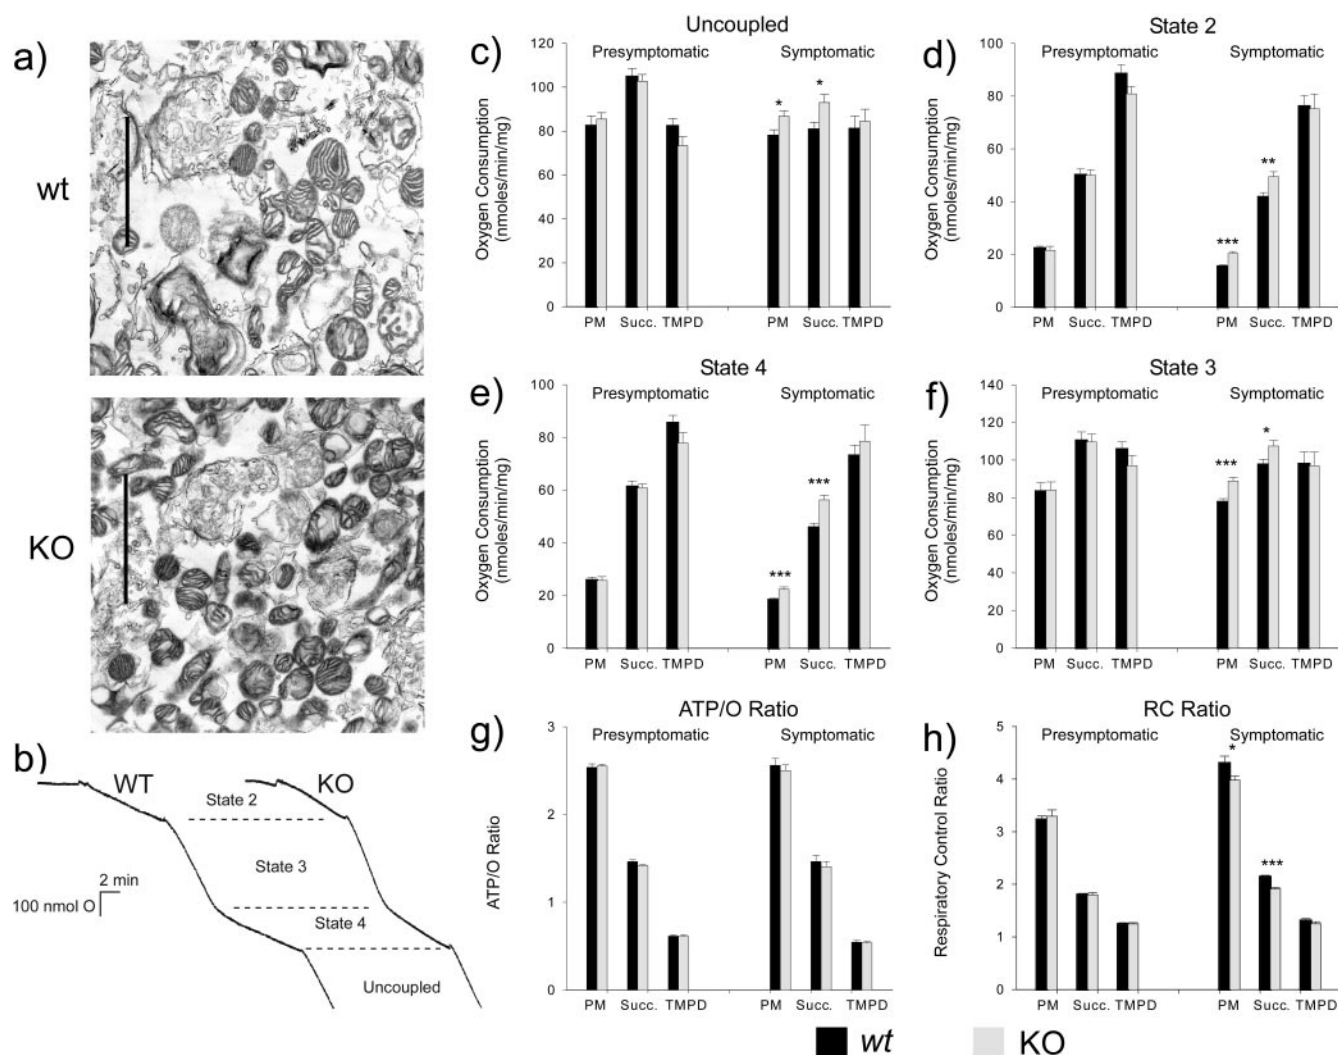 a)
wt
KO
b)
WT
KO
State 2
State 3
State 4
Uncoupled
2 min
100 nmol O
c)
Uncoupled
Presymptomatic Symptomatic
Oxygen Consumption
(nmoles/min/mg)
120
100
80
60
40
20
0
* *
PM Succ. TMPD PM Succ. TMPD
d)
State 2
Presymptomatic Symptomatic
Oxygen Consumption
(nmoles/min/mg)
100
80
60
40
20
0
*** **
PM Succ. TMPD PM Succ. TMPD
e)
State 4
Presymptomatic Symptomatic
Oxygen Consumption
(nmoles/min/mg)
100
80
60
40
20
0
*** ***
PM Succ. TMPD PM Succ. TMPD
f)
State 3
Presymptomatic Symptomatic
Oxygen Consumption
(nmoles/min/mg)
140
120
100
80
60
40
20
0
*** *
PM Succ. TMPD PM Succ. TMPD
g)
ATP/O Ratio
Presymptomatic Symptomatic
ATP/O Ratio
3
2
1
0
PM Succ. TMPD PM Succ. TMPD
h)
RC Ratio
Presymptomatic Symptomatic
Respiratory Control Ratio
5
4
3
2
1
0
* ***
PM Succ. TMPD PM Succ. TMPD
wt KO